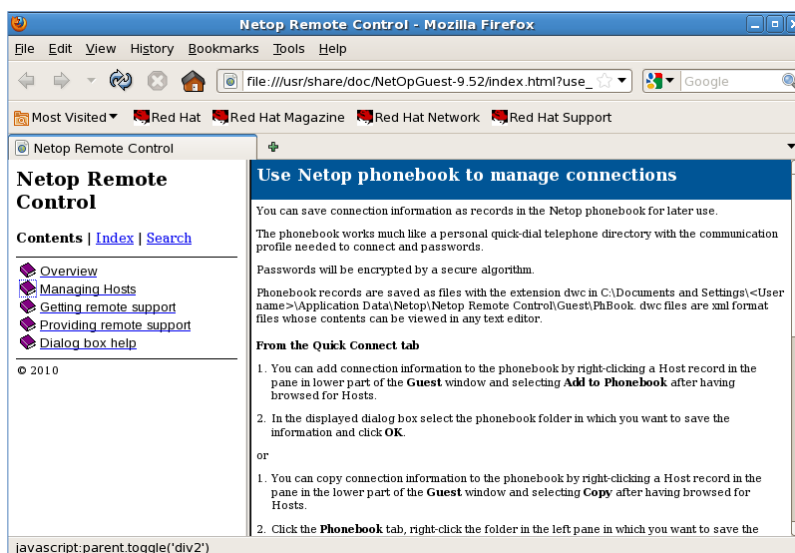 Netop Remote Control - Mozilla Firefox
File Edit View History Bookmarks Tools Help
file:///usr/share/doc/NetOpGuest-9.52/index.html?use_
Google
Most Visited Red Hat Red Hat Magazine Red Hat Network Red Hat Support
Netop Remote Control
Netop Remote
Control
Contents | Index | Search
Overview
Managing Hosts
Getting remote support
Providing remote support
Dialog box help
© 2010
Use Netop phonebook to manage connections
You can save connection information as records in the Netop phonebook for later use.
The phonebook works much like a personal quick-dial telephone directory with the communication
profile needed to connect and passwords.
Passwords will be encrypted by a secure algorithm.
Phonebook records are saved as files with the extension dwc in C:\Documents and Settings\<User
name>\Application Data\Netop\Netop Remote Control\Guest\PhBook. dwc files are xml format
files whose contents can be viewed in any text editor.
From the Quick Connect tab
1. You can add connection information to the phonebook by right-clicking a Host record in the
pane in lower part of the Guest window and selecting Add to Phonebook after having
browsed for Hosts.
2. In the displayed dialog box select the phonebook folder in which you want to save the
information and click OK.
or
1. You can copy connection information to the phonebook by right-clicking a Host record in the
pane in the lower part of the Guest window and selecting Copy after having browsed for
Hosts.
2. Click the Phonebook tab, right-click the folder in the left pane in which you want to save the
javascript:parent.toggle('div2')